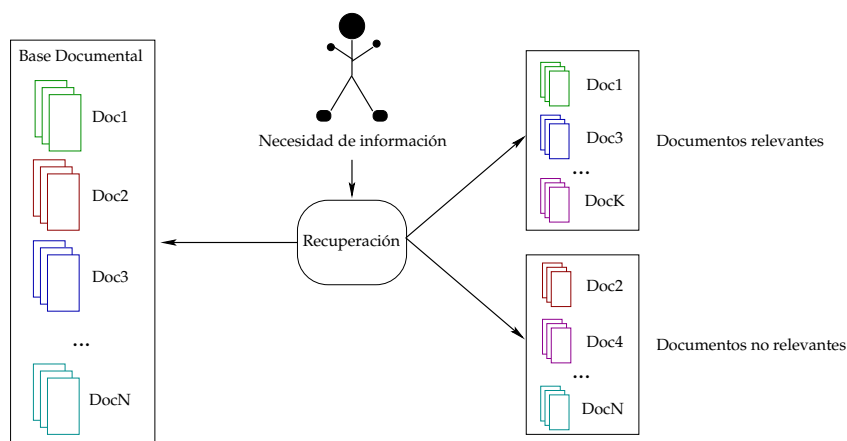 Base Documental
Doc1
Doc2
Doc3
...
DocN
Necesidad de información
Recuperación
Doc1
Doc3
...
DocK
Documentos relevantes
Doc2
Doc4
...
DocN
Documentos no relevantes